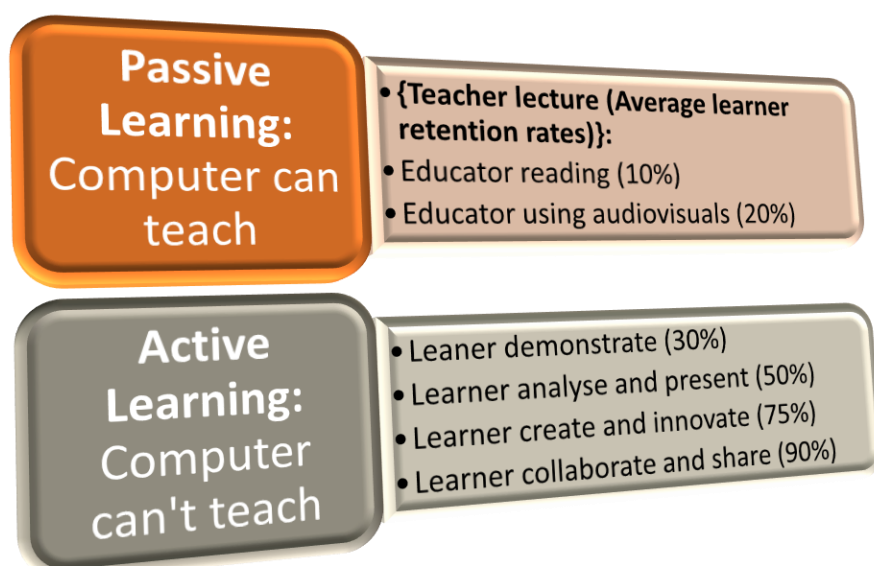 Passive
Learning:
Computer can
teach
• {Teacher lecture (Average learner
retention rates)}:
• Educator reading (10%)
• Educator using audiovisuals (20%)
Active
Learning:
Computer
can't teach
• Leaner demonstrate (30%)
• Learner analyse and present (50%)
• Learner create and innovate (75%)
• Learner collaborate and share (90%)